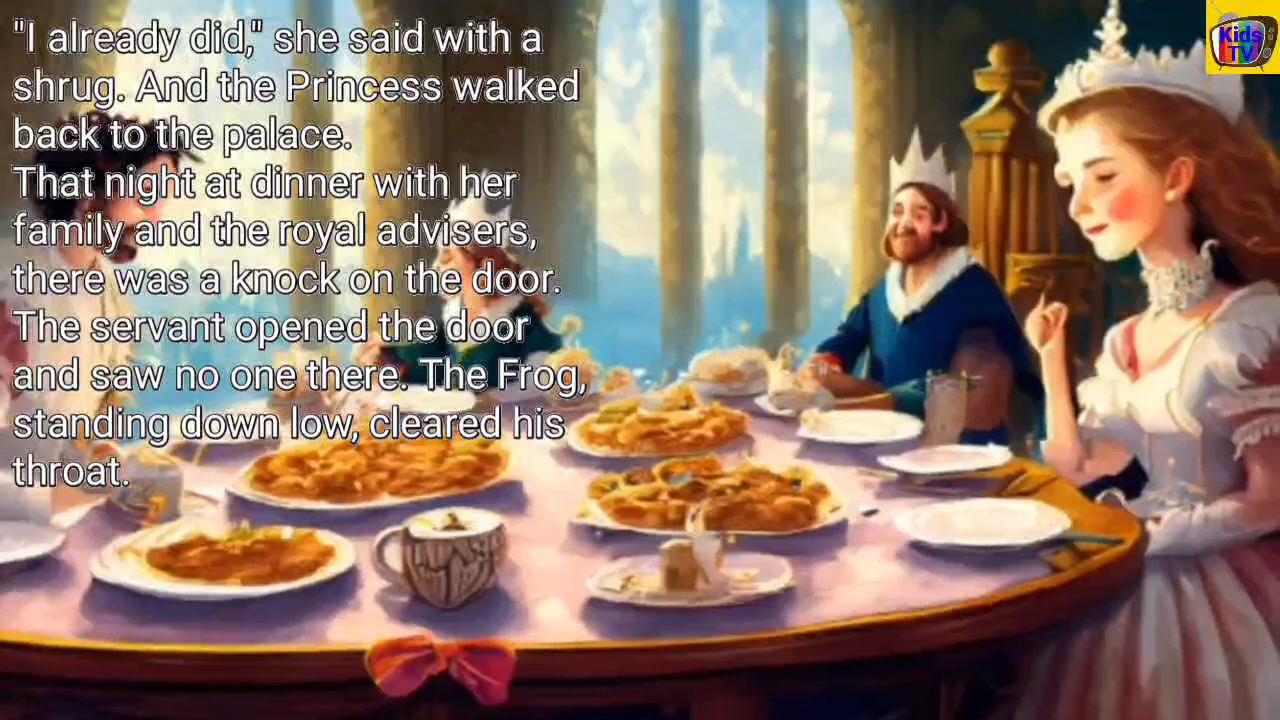 "I already did," she said with a
shrug. And the Princess walked
back to the palace.
That night at dinner with her
family and the royal advisers,
there was a knock on the door.
The servant opened the door
and saw no one there. The Frog,
standing down low, cleared his
throat.
Kids
TV